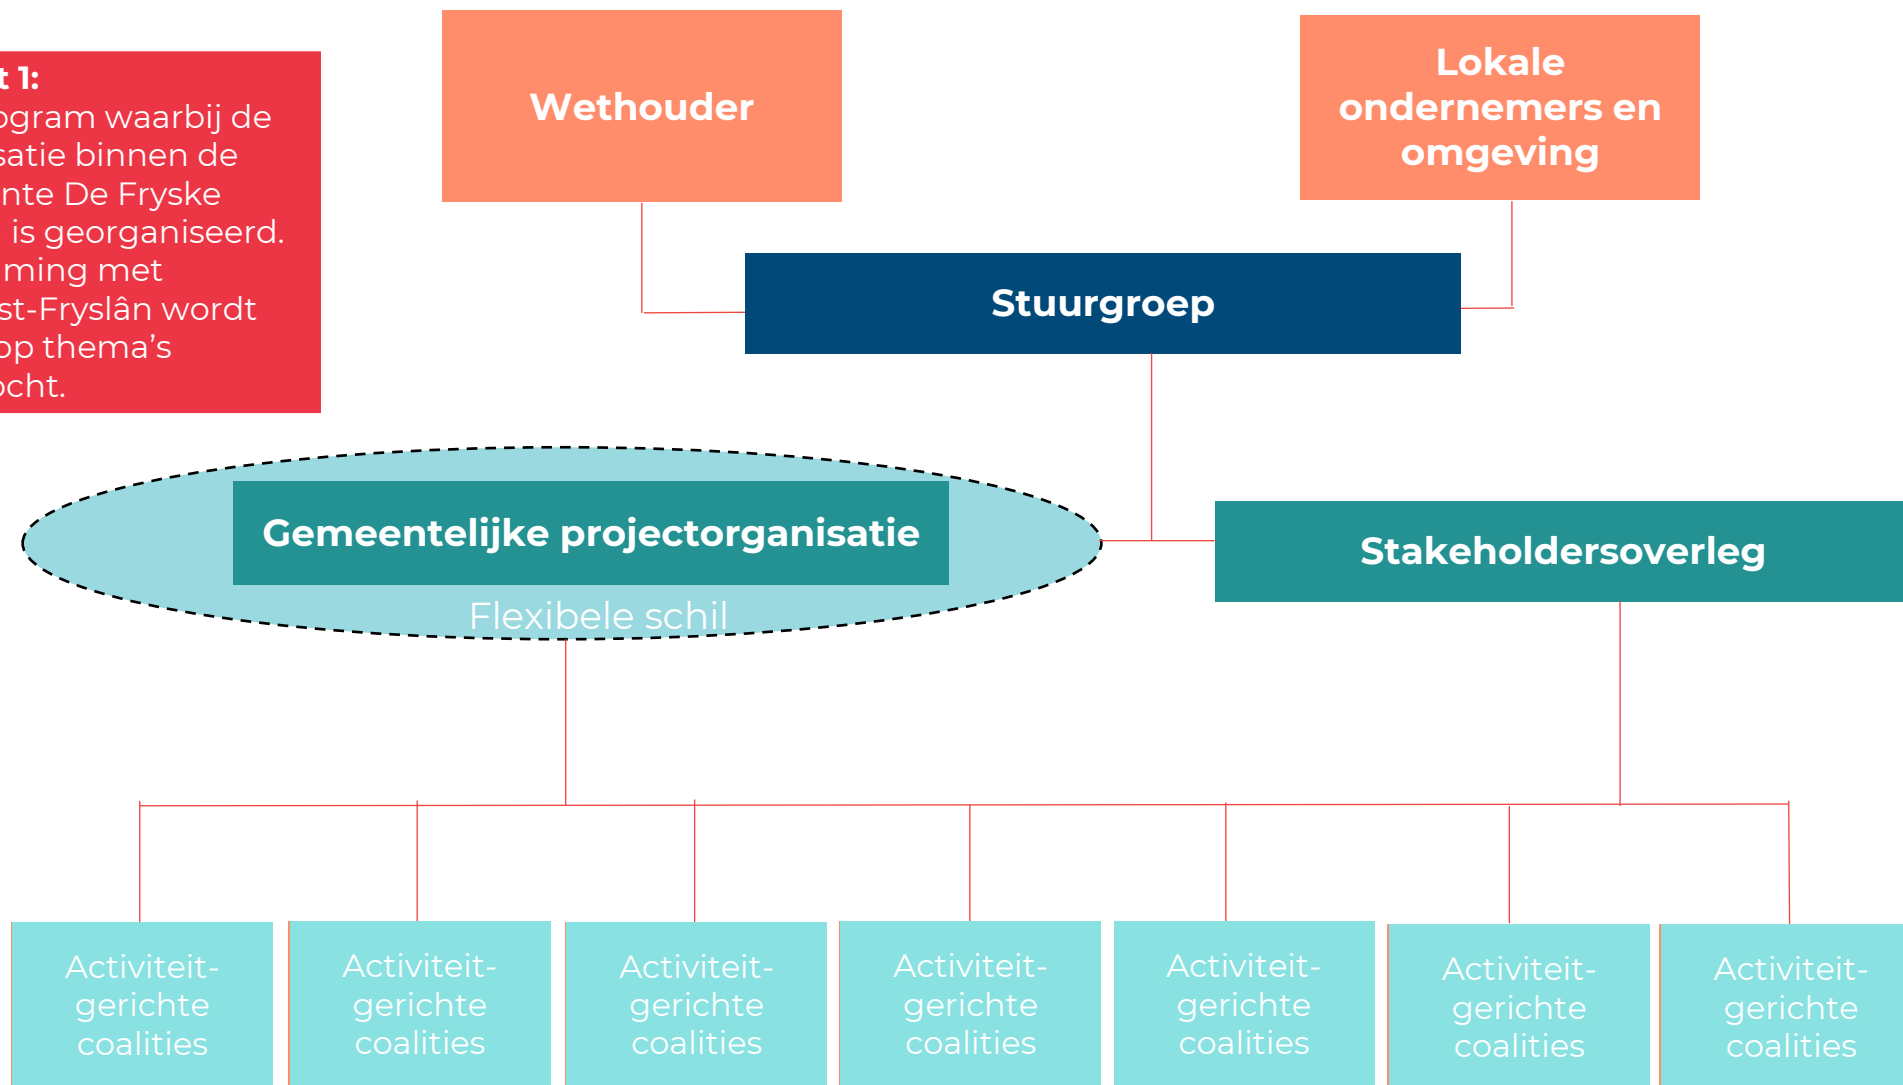 t 1:
ogram waarbij de
satie binnen de
nte De Fryske
is georganiseerd.
ming met
st-Fryslân wordt
op thema's
ocht.
Wethouder
Lokale
ondernemers en
omgeving
Stuurgroep
Gemeentelijke projectorganisatie
Flexibele schil
Stakeholdersoverleg
Activiteit-
gerichte
coalities
Activiteit-
gerichte
coalities
Activiteit-
gerichte
coalities
Activiteit-
gerichte
coalities
Activiteit-
gerichte
coalities
Activiteit-
gerichte
coalities
Activiteit-
gerichte
coalities